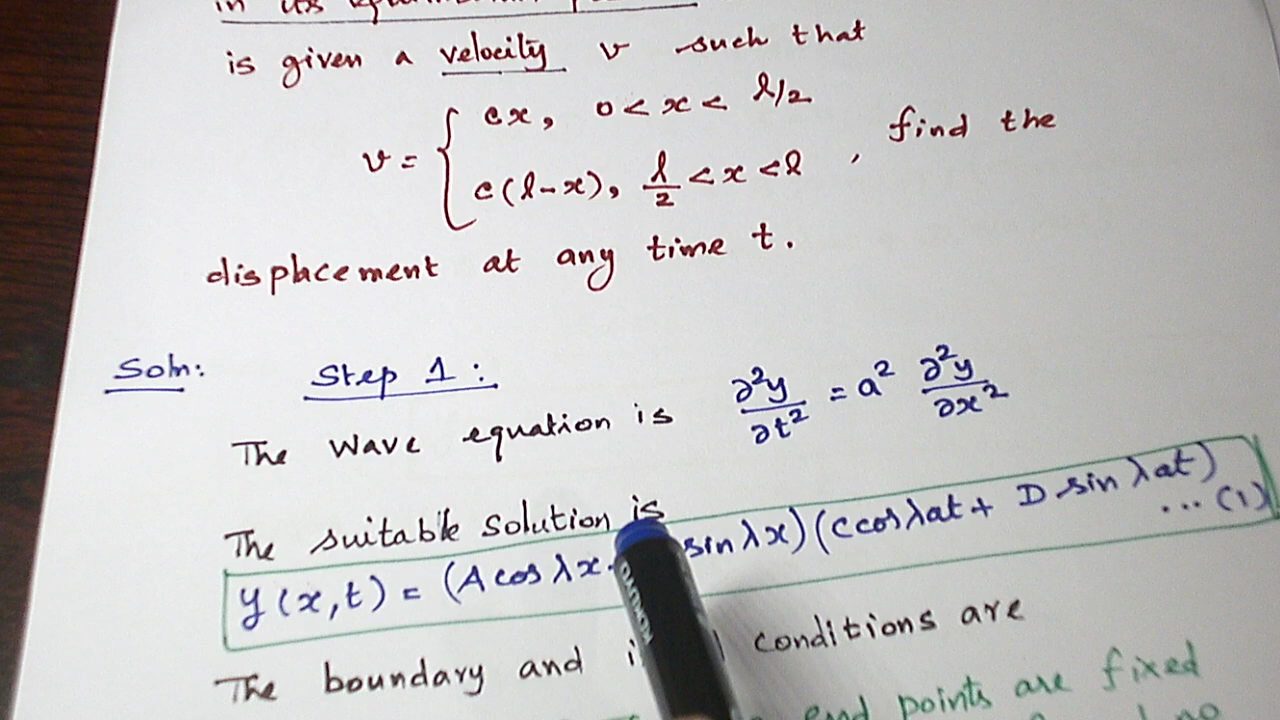 in its
is given a velocity v such that
v = { cx, 0 < x < l/2
c(l-x), l/2 < x < l , find the
displacement at any time t.
Soln: Step 1:
The wave equation is ∂²y/∂t² = a² ∂²y/∂x²
The suitable solution is
y(x,t) = (A cos λx sin λx)(C cos λat + D sin λat) ... (1)
The boundary and conditions are
end points are fixed